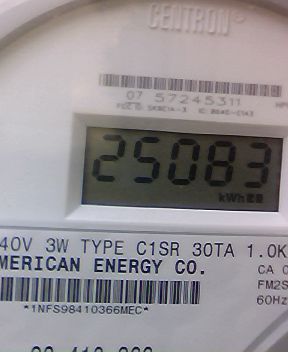 CENTRON
07 57245311
25083
kWh
40V 3W TYPE C1SR 30TA 1.0K
MERICAN ENERGY CO.
CA 0
FM2S
60Hz
*1NFS98410366MEC*